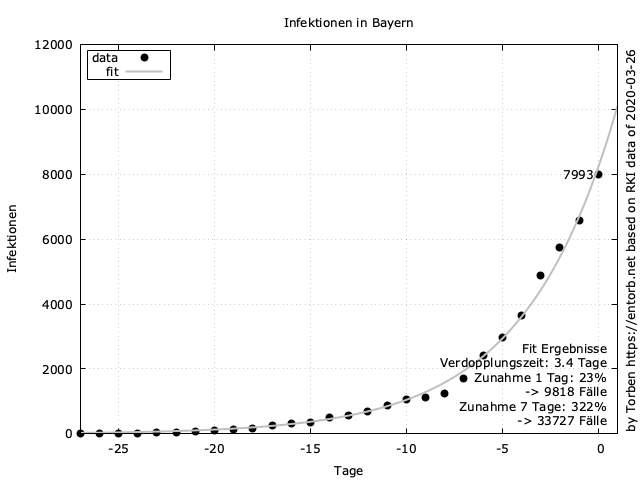 Infektionen in Bayern
data
fit
12000
10000
8000
6000
4000
2000
0
Infektionen
7993
Fit Ergebnisse
Verdopplungszeit: 3.4 Tage
Zunahme 1 Tag: 23%
-> 9818 Fälle
Zunahme 7 Tage: 322%
-> 33727 Fälle
-25
-20
-15
-10
-5
0
Tage
by Torben https://entorb.net based on RKI data of 2020-03-26